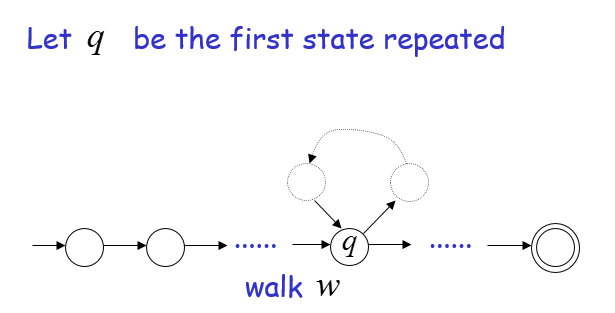 Let q be the first state repeated
...... q ......
walk w